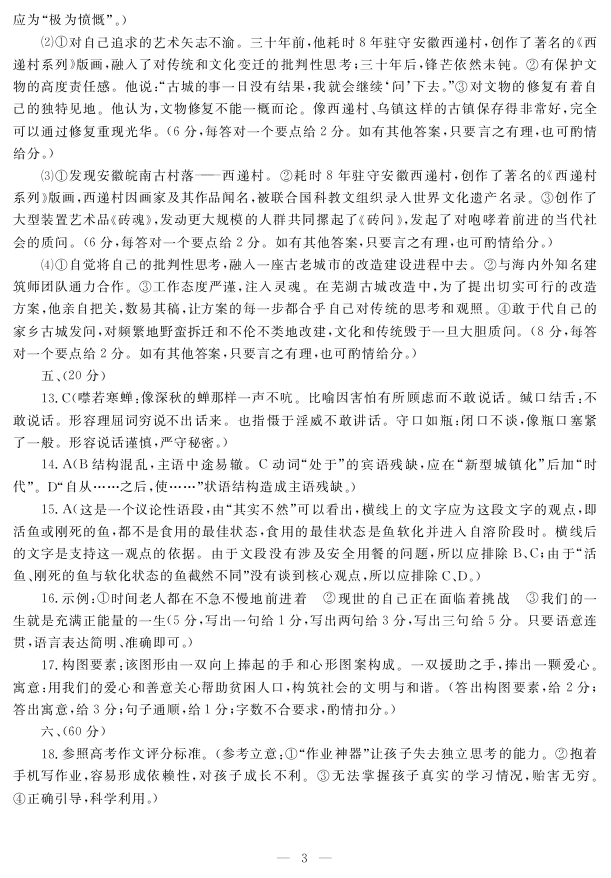 应为“极为愤慨”。)
⑵①对自己追求的艺术矢志不渝。三十年前,他耗时 8 年驻守安徽西递村,创作了著名的《西
递村系列》版画,融入了对传统和文化变迁的批判性思考;三十年后,锋芒依然未钝。②有保护文
物的高度责任感。他说:“古城的事一日没有结果,我就会继续‘问’下去。”③对文物的修复有着自
己的独特见地。他认为,文物修复不能一概而论。像西递村、乌镇这样的古镇保存得非常好,完全
可以通过修复重现光华。(6 分,每答对一个要点给 2 分。如有其他答案,只要言之有理,也可酌情
给分。)
⑶①发现安徽皖南古村落——西递村。②耗时 8 年驻守安徽西递村,创作了著名的《西递村
系列》版画,西递村因画家及其作品闻名,被联合国科教文组织录入世界文化遗产名录。③创作了
大型装置艺术品《砖魂》,发动更大规模的人群共同摞起了《砖问》,发起了对咆哮着前进的当代社
会的质问。(6 分,每答对一个要点给 2 分。如有其他答案,只要言之有理,也可酌情给分。)
⑷①自觉将自己的批判性思考,融入一座古老城市的改造建设进程中去。②与海内外知名建
筑师团队通力合作。③工作态度严谨,注入灵魂。在芜湖古城改造中,为了提出切实可行的改造
方案,他亲自把关,数易其稿,让方案的每一步都合乎自己对传统的思考和观照。④敢于代自己的
家乡古城发问,对频繁地野蛮拆迁和不伦不类地改建,文化和传统毁于一旦大胆质问。(8 分,每答
对一个要点给 2 分。如有其他答案,只要言之有理,也可酌情给分。)
五、(20 分)
13. C(噤若寒蝉:像深秋的蝉那样一声不吭。比喻因害怕有所顾虑而不敢说话。缄口结舌:不
敢说话。形容理屈词穷说不出话来。也指慑于淫威不敢讲话。守口如瓶:闭口不谈,像瓶口塞紧
了一般。形容说话谨慎,严守秘密。)
14. A(B 结构混乱,主语中途易辙。C 动词“处于”的宾语残缺,应在“新型城镇化”后加“时
代”。D“自从……之后,使……”状语结构造成主语残缺。)
15. A(这是一个议论性语段,由“其实不然”可以看出,横线上的文字应为这段文字的观点,即
活鱼或刚死的鱼,都不是食用的最佳状态,食用的最佳状态是鱼软化并进入自溶阶段时。横线后
的文字是支持这一观点的依据。由于文段没有涉及安全用餐的问题,所以应排除 B、C;由于“活
鱼、刚死的鱼与软化状态的鱼截然不同”没有谈到核心观点,所以应排除 C、D。)
16. 示例:①时间老人都在不急不慢地前进着　②现世的自己正在面临着挑战　③我们的一
生就是充满正能量的一生(5 分,写出一句给 1 分,写出两句给 3 分,写出三句给 5 分。只要语意连
贯,语言表达简明、准确即可。)
17. 构图要素:该图形由一双向上捧起的手和心形图案构成。一双援助之手,捧出一颗爱心。
寓意:用我们的爱心和善意关心帮助贫困人口,构筑社会的文明与和谐。(答出构图要素,给 2 分;
答出寓意,给 3 分;句子通顺,给 1 分;字数不合要求,酌情扣分。)
六、(60 分)
18. 参照高考作文评分标准。(参考立意:①“作业神器”让孩子失去独立思考的能力。②抱着
手机写作业,容易形成依赖性,对孩子成长不利。③无法掌握孩子真实的学习情况,贻害无穷。
④正确引导,科学利用。)
— 3 —